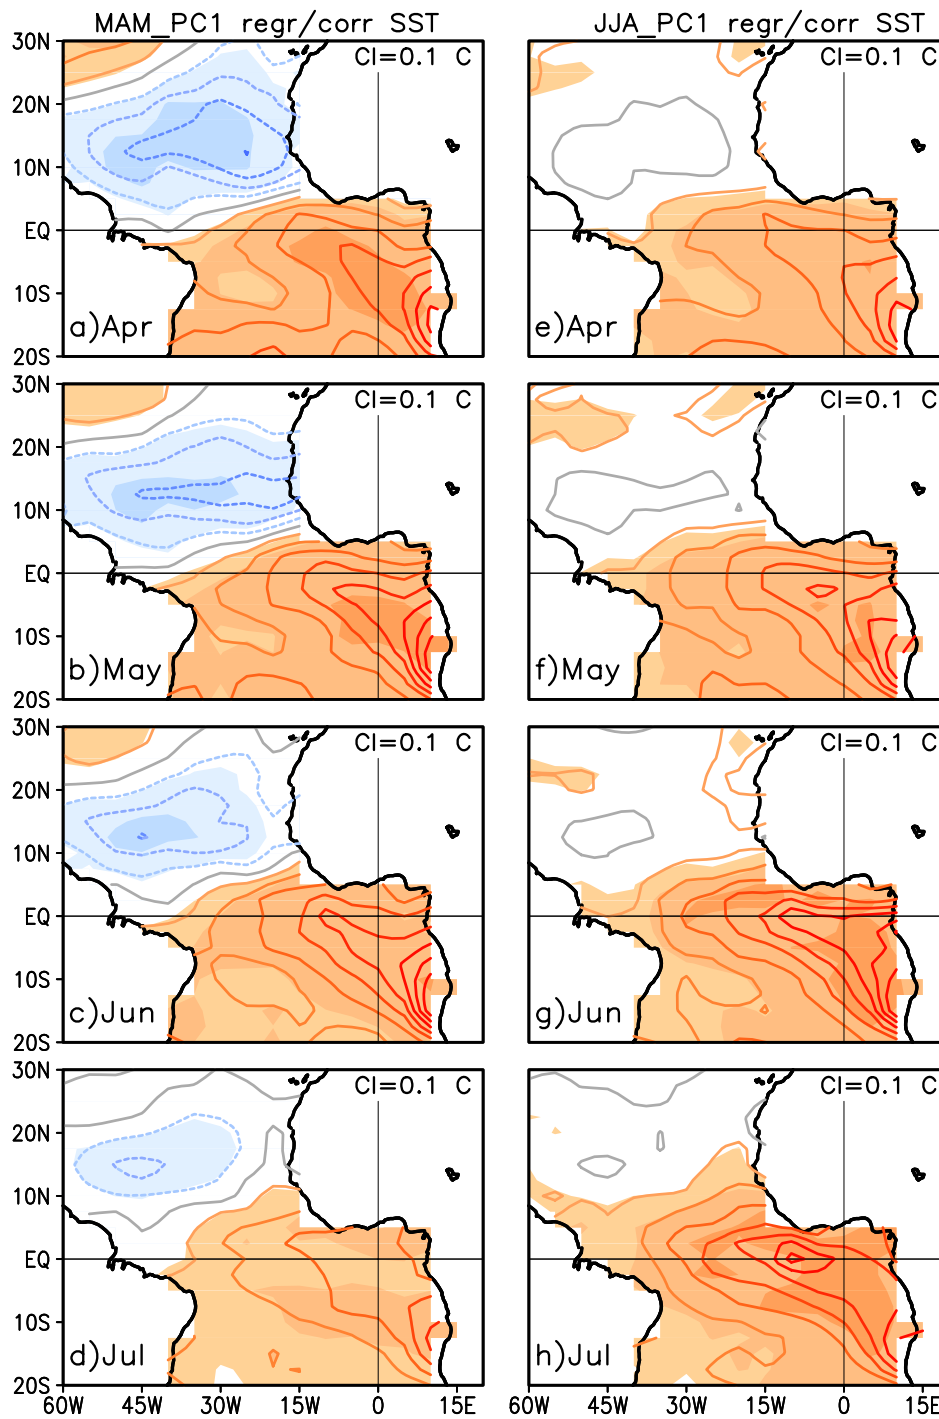 MAM_PC1 regr/corr SST
JJA_PC1 regr/corr SST
30N
20N
10N
EQ
10S
20S
CI=0.1 C
a)Apr
CI=0.1 C
e)Apr
30N
20N
10N
EQ
10S
20S
CI=0.1 C
b)May
CI=0.1 C
f)May
30N
20N
10N
EQ
10S
20S
CI=0.1 C
c)Jun
CI=0.1 C
g)Jun
30N
20N
10N
EQ
10S
20S
CI=0.1 C
d)Jul
CI=0.1 C
h)Jul
60W 45W 30W 15W 0 15E
60W 45W 30W 15W 0 15E